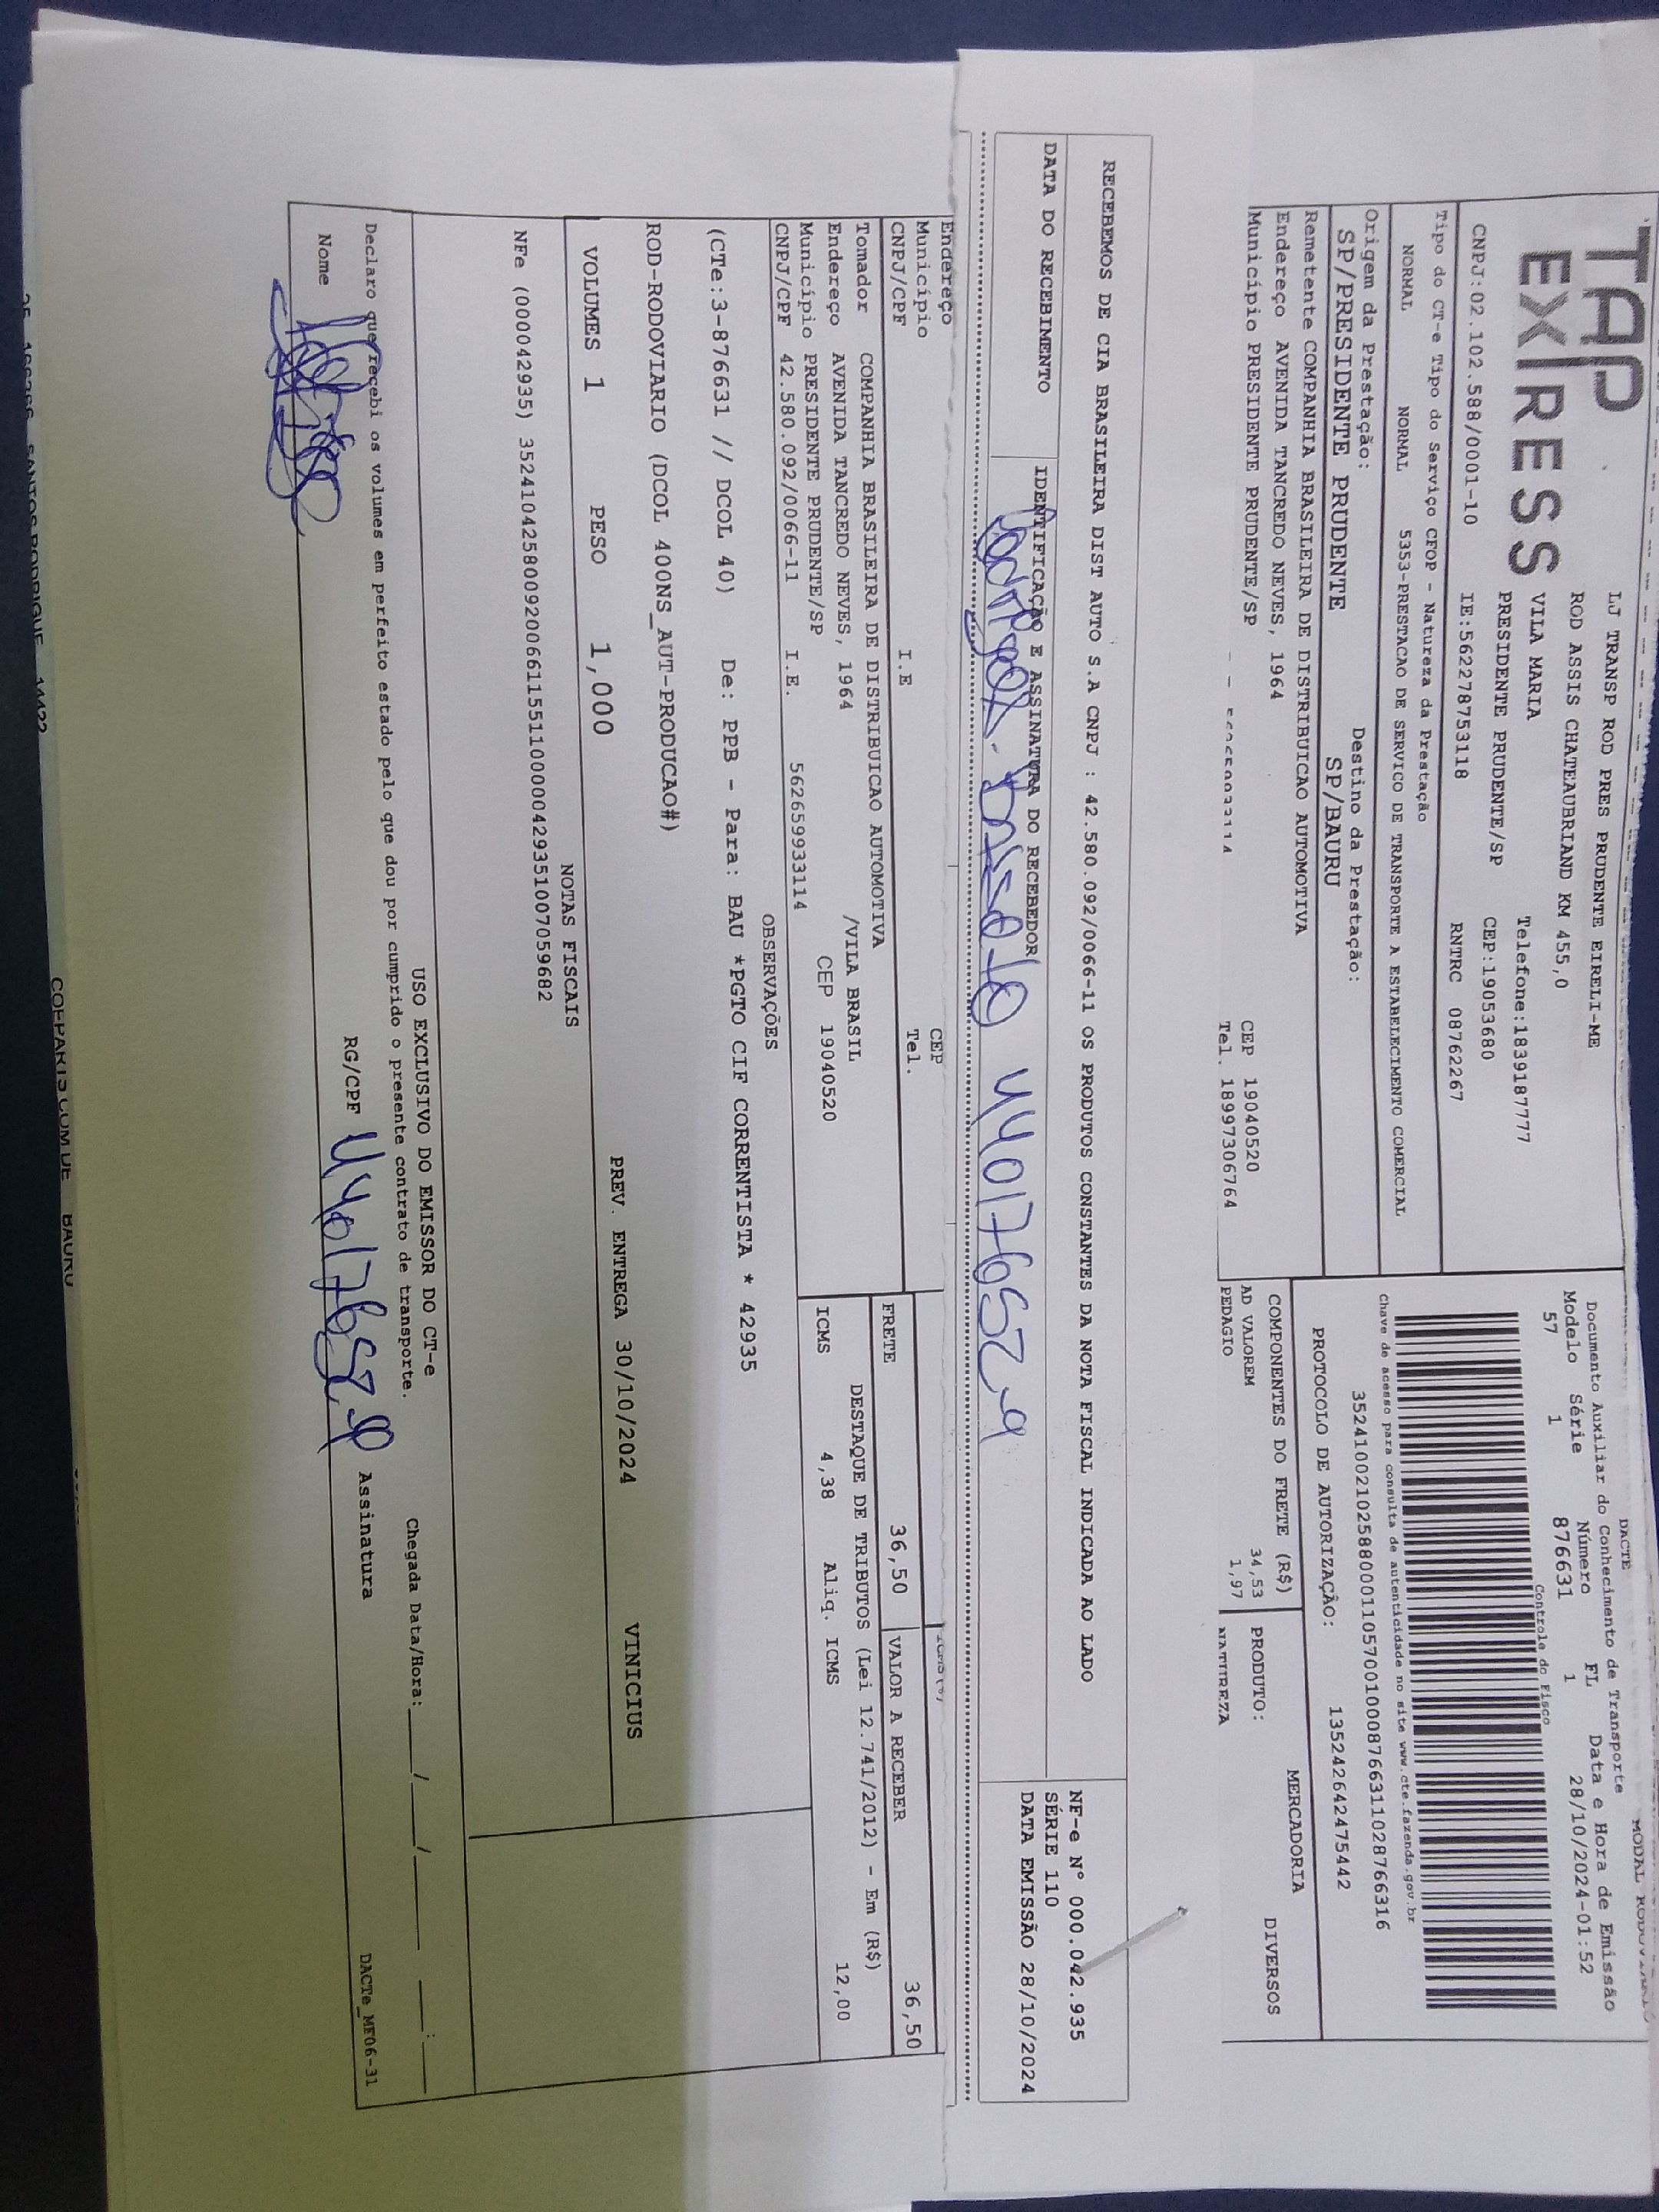 TAP
EX/RESS
LJ TRANSP ROD PRES PRUDENTE EIRELI-ME
ROD ASSIS CHATEAUBRIAND KM 455,0
VILA MARIA Telefone:1839187777
PRESIDENTE PRUDENTE/SP CEP:19053680
CNPJ:02.102.588/0001-10 IE:562278753118 RNTRC 08762267
MODAL RODOVIARIO
DACTE
Documento Auxiliar do Conhecimento de Transporte
Modelo Série Número FL Data e Hora de Emissão
57 1 876631 1 28/10/2024-01:52
Controle do Fisco
Chave de acesso para consulta de autenticidade no site www.cte.fazenda.gov.br
35241002102588000110570010008766311028766316
PROTOCOLO DE AUTORIZAÇÃO: 135242642475442
Tipo do CT-e Tipo do Serviço CFOP - Natureza da Prestação
NORMAL NORMAL 5353-PRESTACAO DE SERVICO DE TRANSPORTE A ESTABELECIMENTO COMERCIAL
Origem da Prestação: Destino da Prestação:
SP/PRESIDENTE PRUDENTE SP/BAURU
Remetente COMPANHIA BRASILEIRA DE DISTRIBUICAO AUTOMOTIVA
Endereço AVENIDA TANCREDO NEVES, 1964 CEP 19040520
Município PRESIDENTE PRUDENTE/SP Tel. 18997306764
COMPONENTES DO FRETE (R$) MERCADORIA
AD VALOREM 34,53 PRODUTO: DIVERSOS
PEDAGIO 1,97 NATUREZA
RECEBEMOS DE CIA BRASILEIRA DIST AUTO S.A CNPJ : 42.580.092/0066-11 OS PRODUTOS CONSTANTES DA NOTA FISCAL INDICADA AO LADO
DATA DO RECEBIMENTO IDENTIFICAÇÃO E ASSINATURA DO RECEBEDOR
440176529
NF-e Nº 000.042.935
SÉRIE 110
DATA EMISSÃO 28/10/2024
Endereço CEP
Município Tel.
CNPJ/CPF I.E
Tomador COMPANHIA BRASILEIRA DE DISTRIBUICAO AUTOMOTIVA
Endereço AVENIDA TANCREDO NEVES, 1964 /VILA BRASIL
Município PRESIDENTE PRUDENTE/SP CEP 19040520
CNPJ/CPF 42.580.092/0066-11 I.E. 562659933114
FRETE 36,50 VALOR A RECEBER 36,50
DESTAQUE DE TRIBUTOS (Lei 12.741/2012) - Em (R$)
ICMS 4,38 Aliq. ICMS 12,00
OBSERVAÇÕES
(CTe:3-876631 // DCOL 40) De: PPB - Para: BAU *PGTO CIF CORRENTISTA * 42935
ROD-RODOVIARIO (DCOL 400NS_AUT-PRODUCAO#)
VOLUMES 1 PESO 1,000 PREV. ENTREGA 30/10/2024 VINICIUS
NOTAS FISCAIS
NFe (000042935) 35241042580092006611551100000429351007059682
USO EXCLUSIVO DO EMISSOR DO CT-e
Declaro que recebi os volumes em perfeito estado pelo que dou por cumprido o presente contrato de transporte. Chegada Data/Hora: ____/____/____ ____:____
Nome RG/CPF 440176529 Assinatura
DACTe_MF06-31